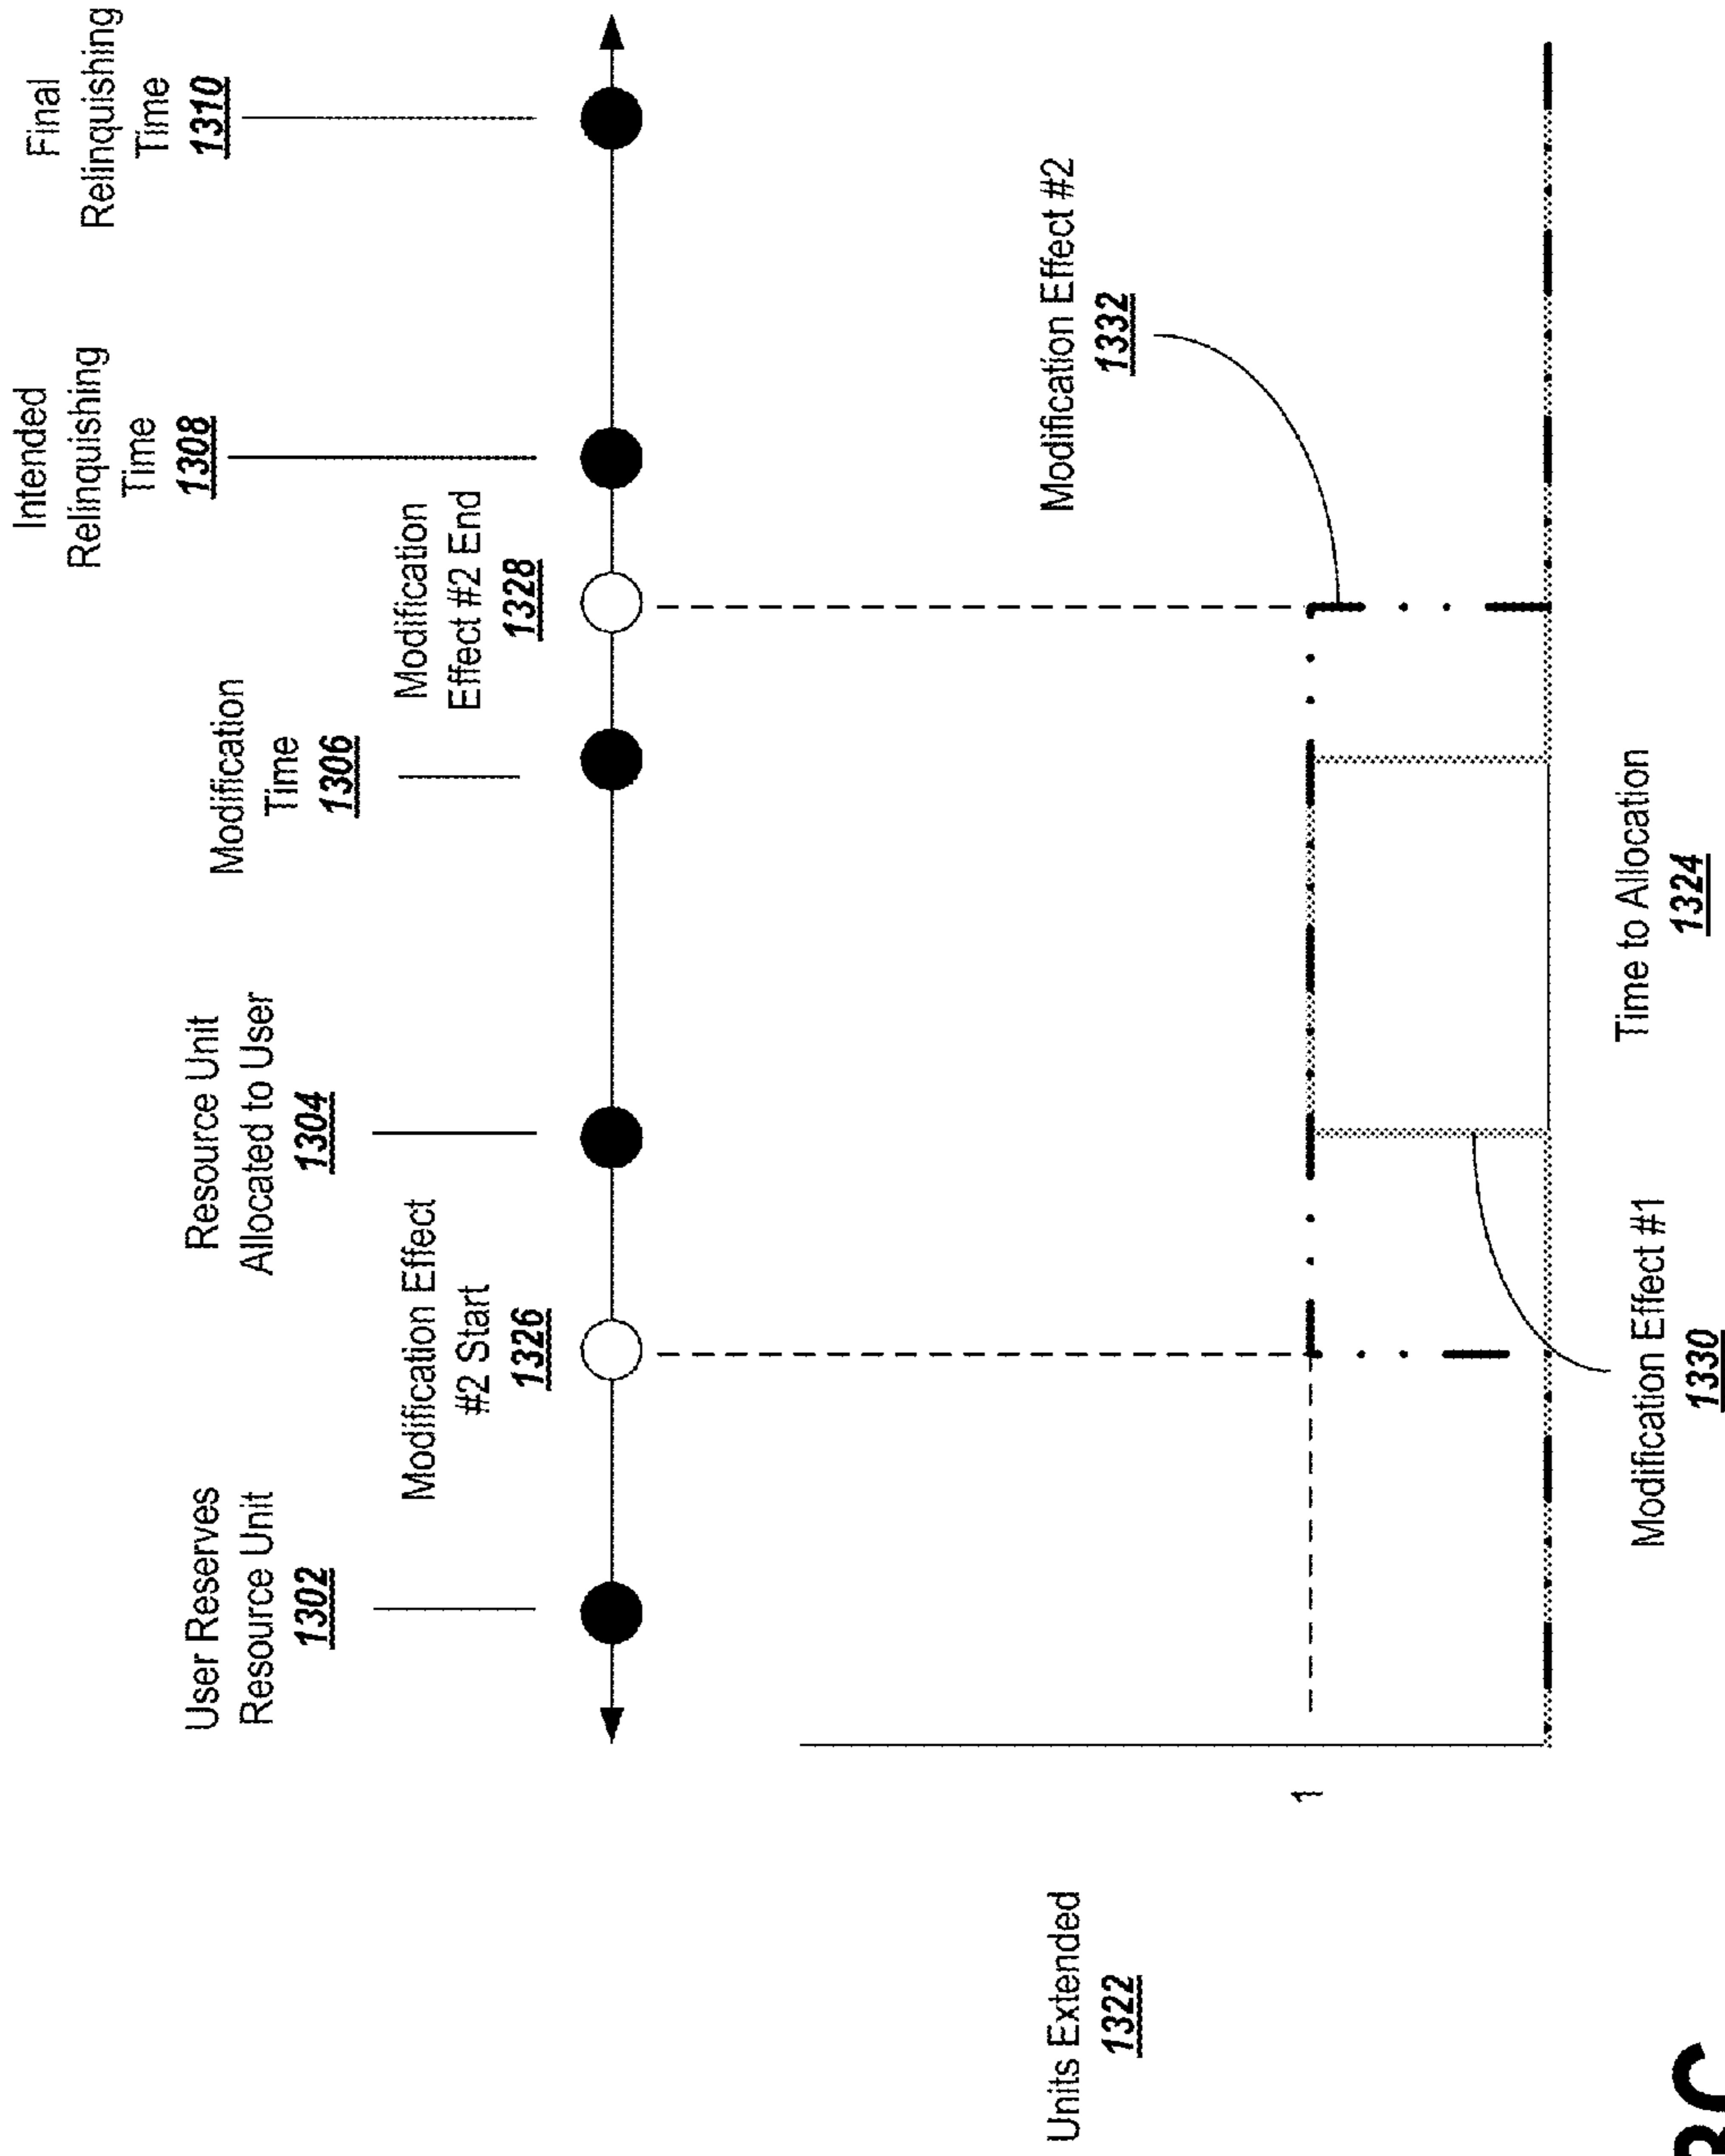 User Reserves
Resource Unit
1302
Resource Unit
Allocated to User
1304
Modification
Time
1306
Intended
Relinquishing
Time
1308
Final
Relinquishing
Time
1310
Modification Effect
#2 Start
1326
Modification
Effect #2 End
1328
Units Extended
1322
1
Modification Effect #2
1332
Modification Effect #1
1330
Time to Allocation
1324